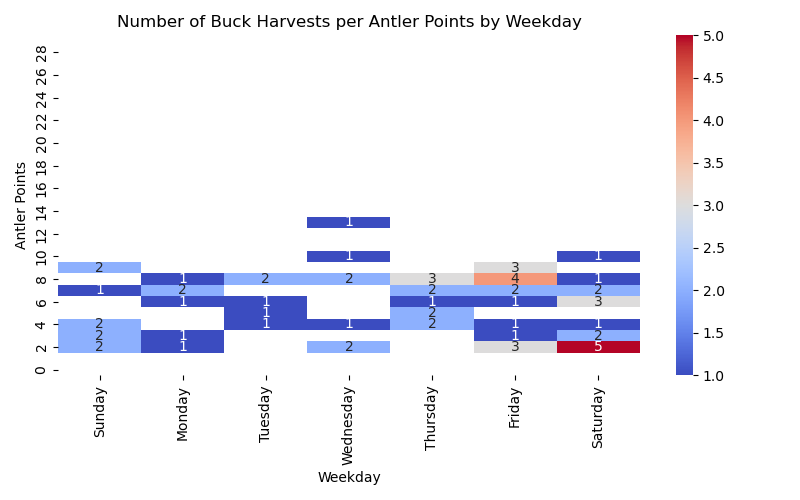 Number of Buck Harvests per Antler Points by Weekday
28
26
24
22
20
18
16
14
12
10
8
6
4
2
0
Antler Points
1
1 1
2 3
1 2 2 3 4 1
1 2 2 2 2
1 1 1 1 3
1 2
2 1 1 2 1 1
2 1 1 2
2 1 2 3 5
Sunday Monday Tuesday Wednesday Thursday Friday Saturday
Weekday
5.0
4.5
4.0
3.5
3.0
2.5
2.0
1.5
1.0